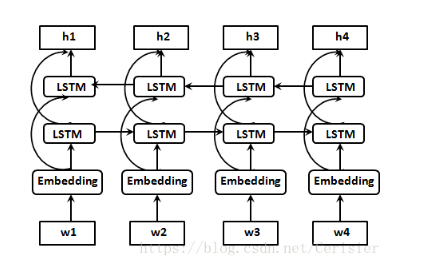 h1 h2 h3 h4
LSTM LSTM LSTM LSTM
LSTM LSTM LSTM LSTM
Embedding Embedding Embedding Embedding
w1 w2 w3 w4
https://blog.csdn.net/Cerisier